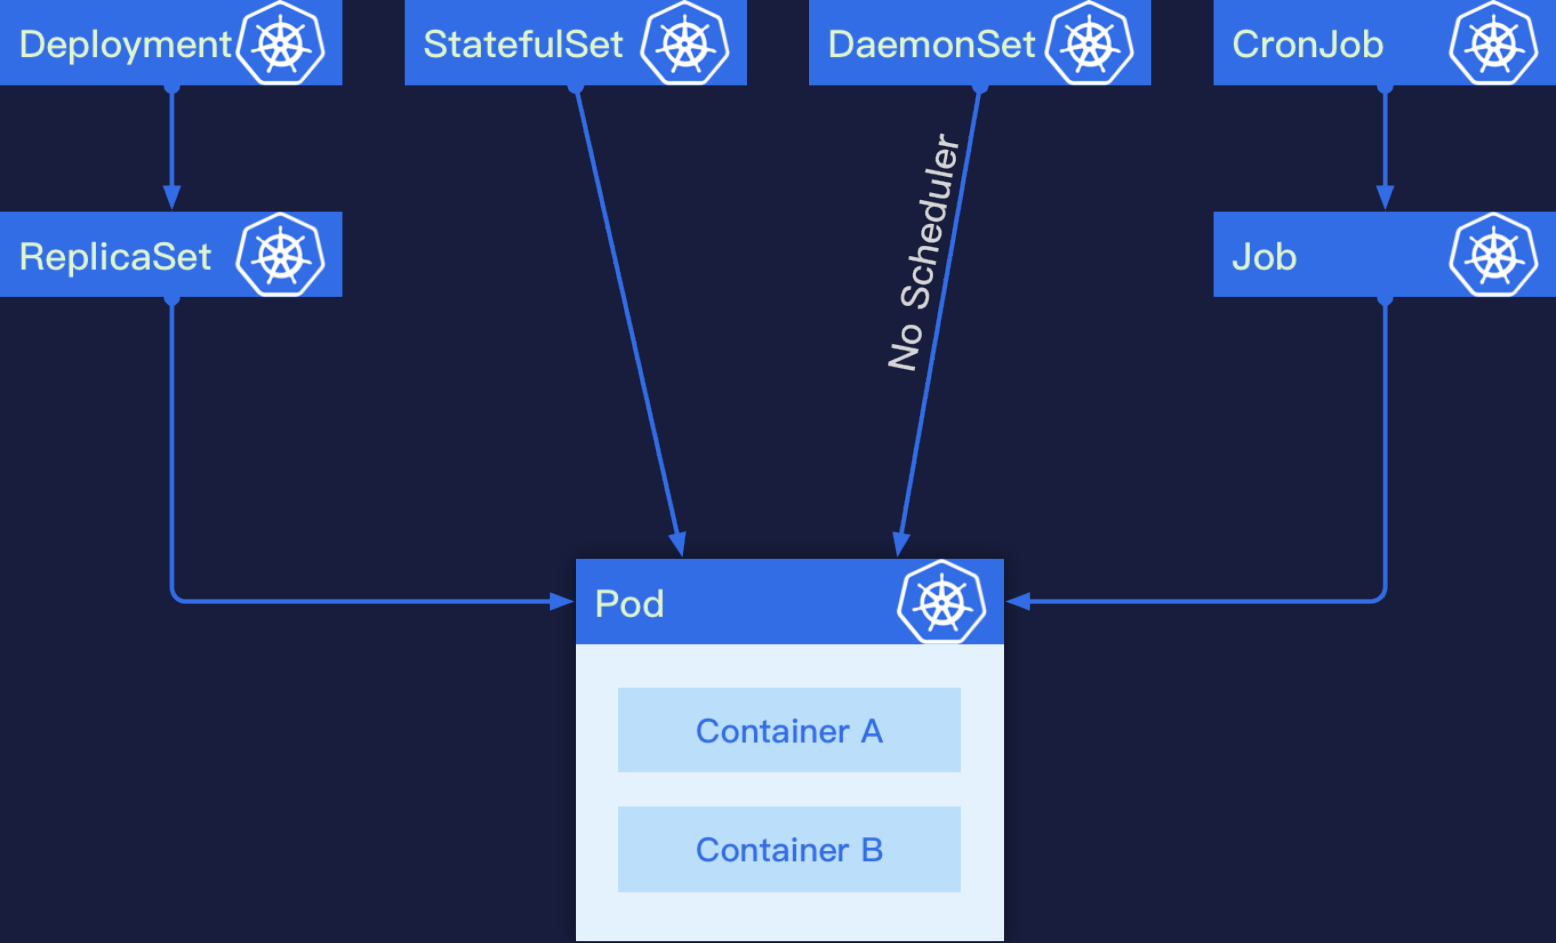 Deployment
StatefulSet
DaemonSet
CronJob
No Scheduler
ReplicaSet
Job
Pod
Container A
Container B